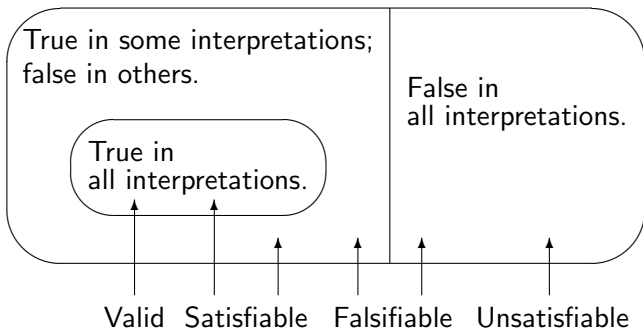 True in some interpretations;
false in others.
False in
all interpretations.
True in
all interpretations.
Valid Satisfiable Falsifiable Unsatisfiable